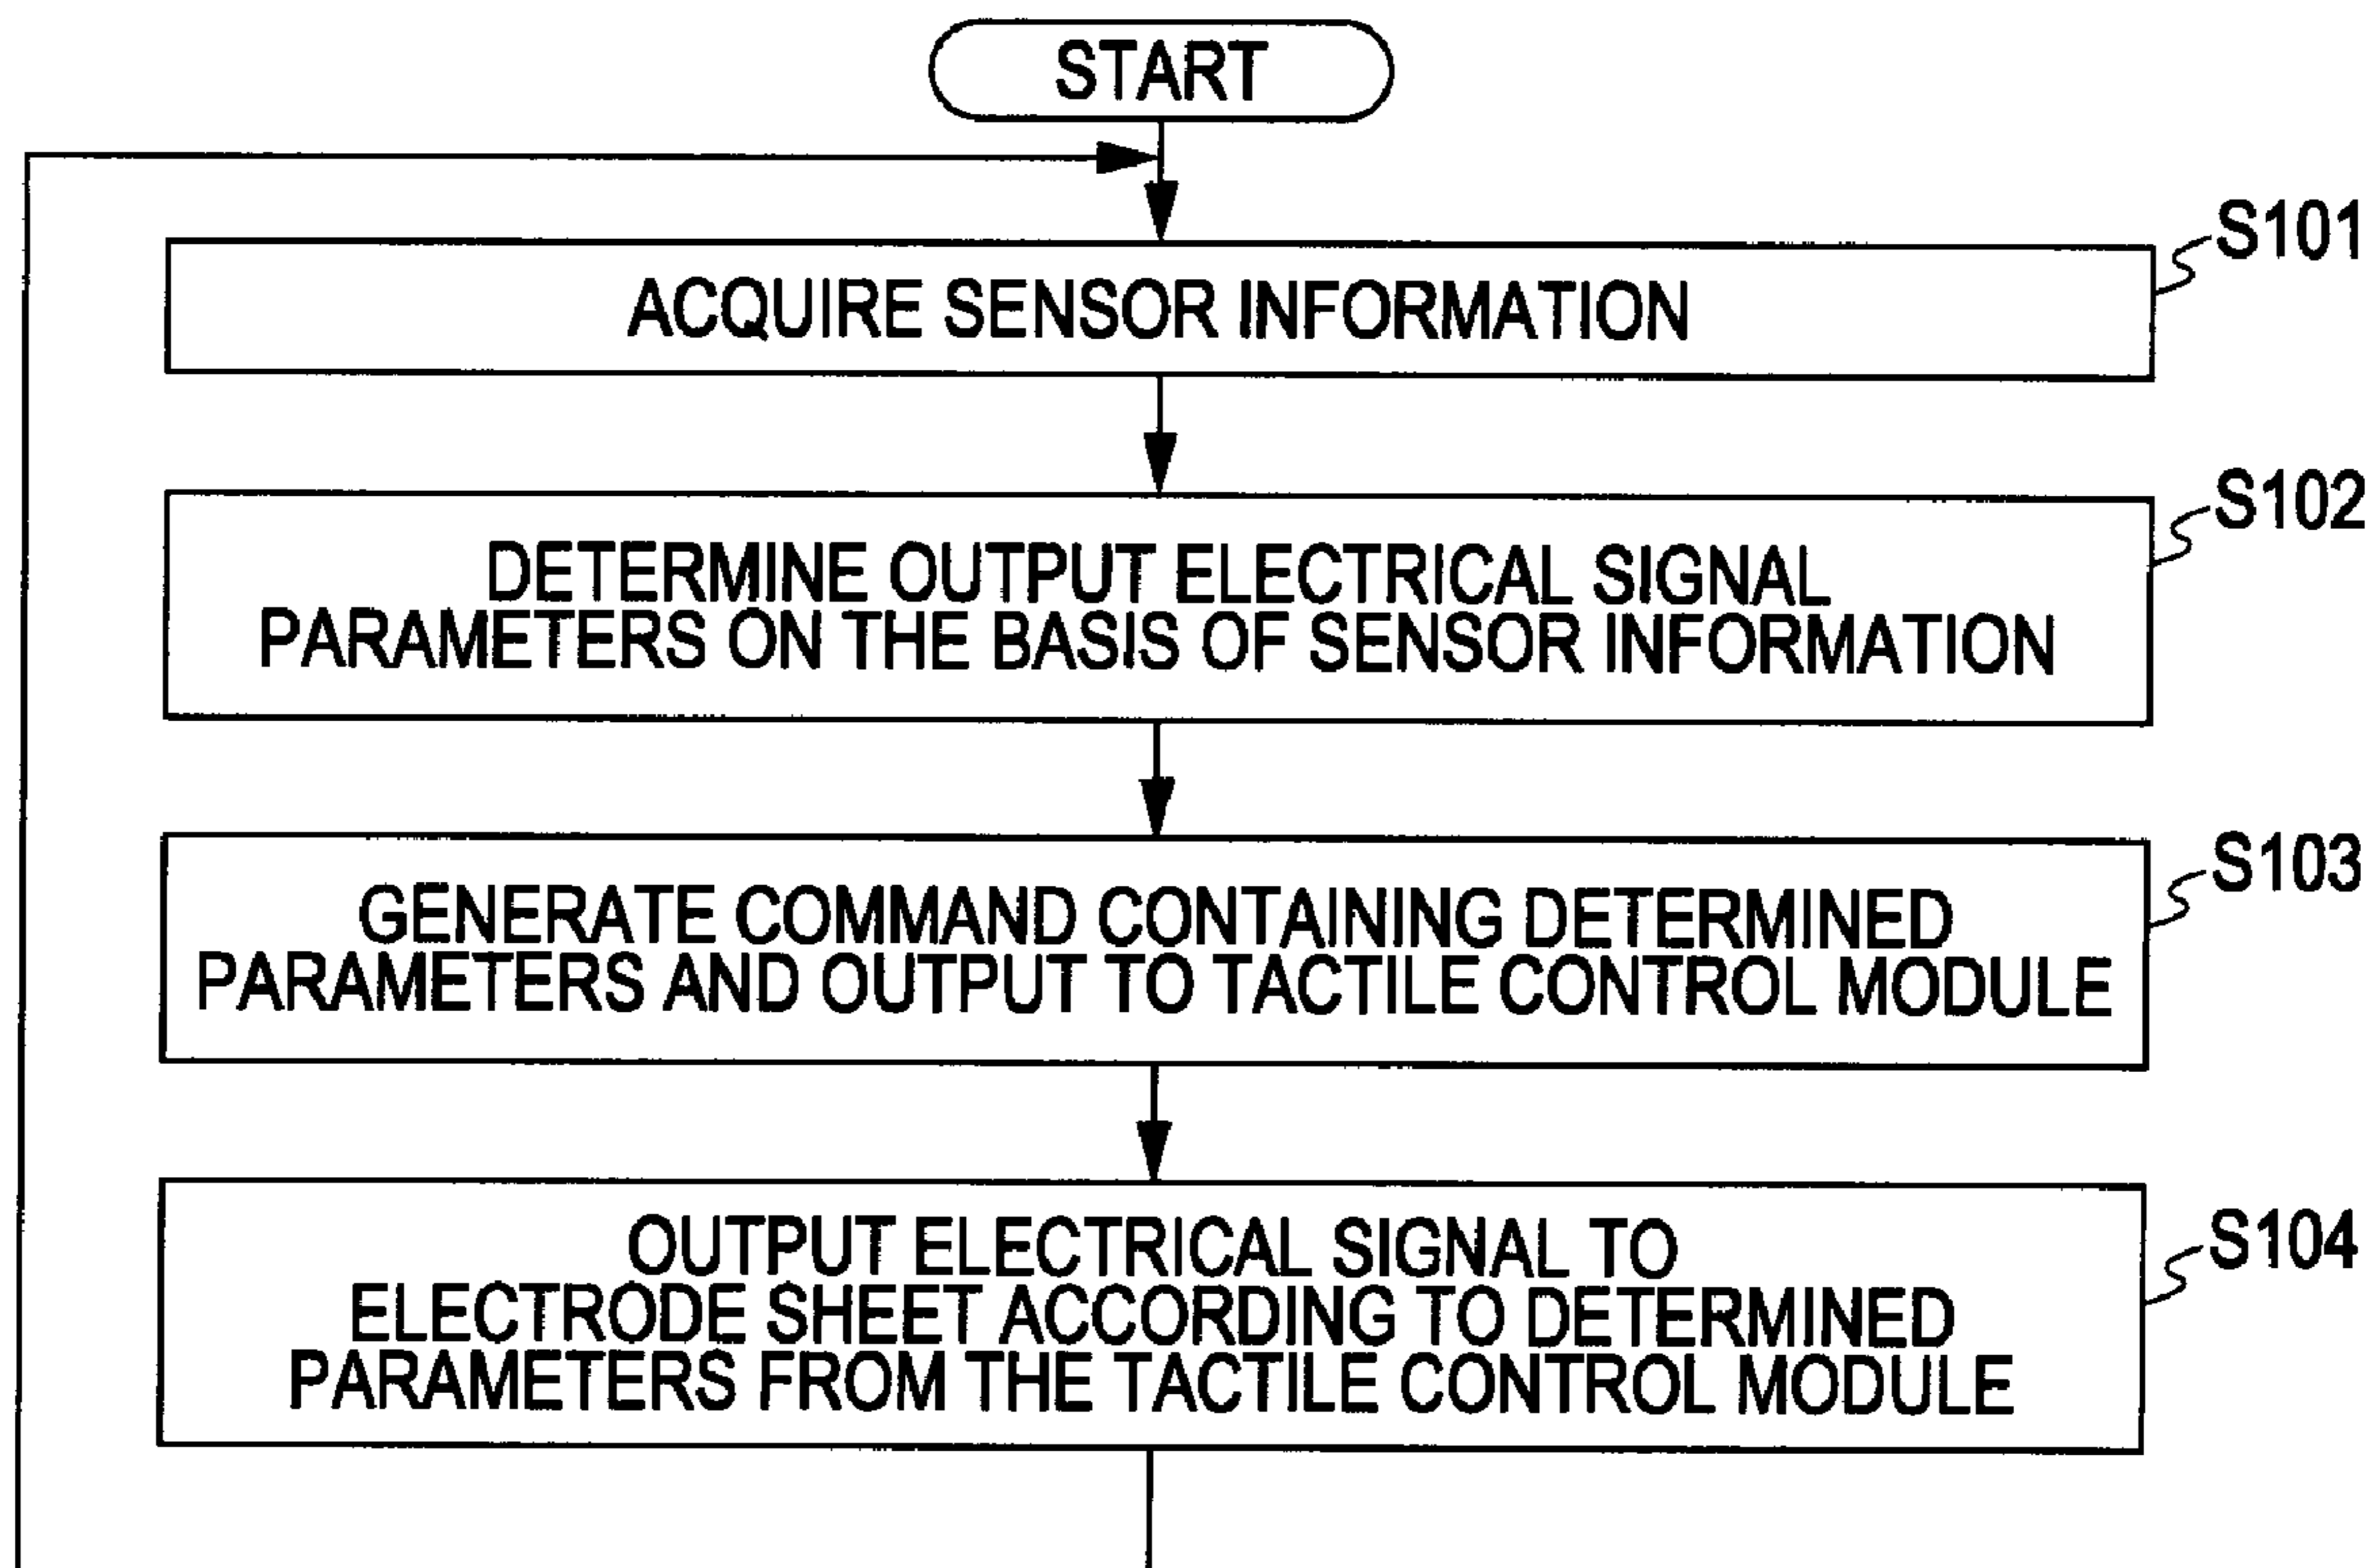 START
S101
ACQUIRE SENSOR INFORMATION
S102
DETERMINE OUTPUT ELECTRICAL SIGNAL
PARAMETERS ON THE BASIS OF SENSOR INFORMATION
S103
GENERATE COMMAND CONTAINING DETERMINED
PARAMETERS AND OUTPUT TO TACTILE CONTROL MODULE
S104
OUTPUT ELECTRICAL SIGNAL TO
ELECTRODE SHEET ACCORDING TO DETERMINED
PARAMETERS FROM THE TACTILE CONTROL MODULE